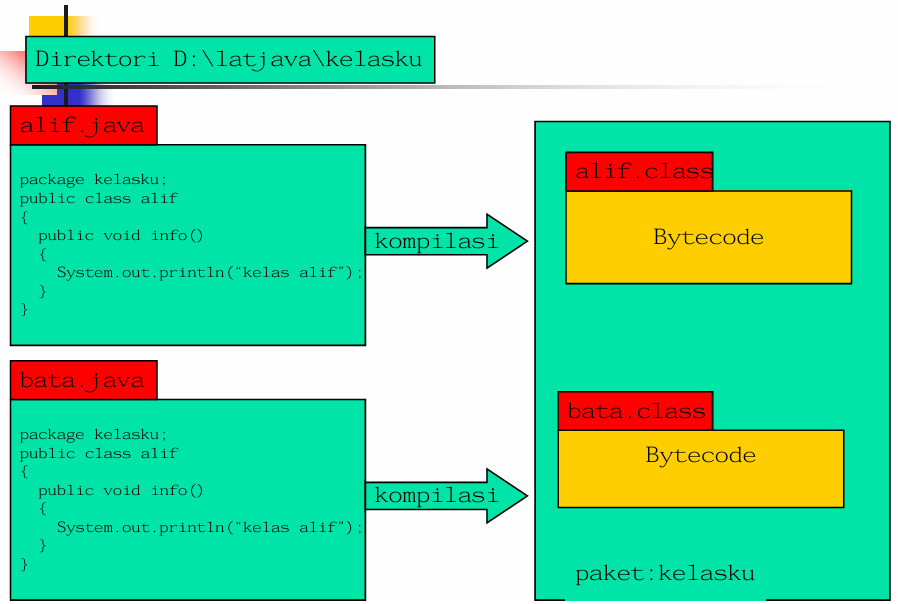 Direktori D:\latjava\kelasku
alif.java
package kelasku;
public class alif
{
  public void info()
  {
    System.out.println(“kelas alif”);
  }
}
kompilasi
alif.class
Bytecode
bata.java
package kelasku;
public class alif
{
  public void info()
  {
    System.out.println(“kelas alif”);
  }
}
kompilasi
bata.class
Bytecode
paket:kelasku